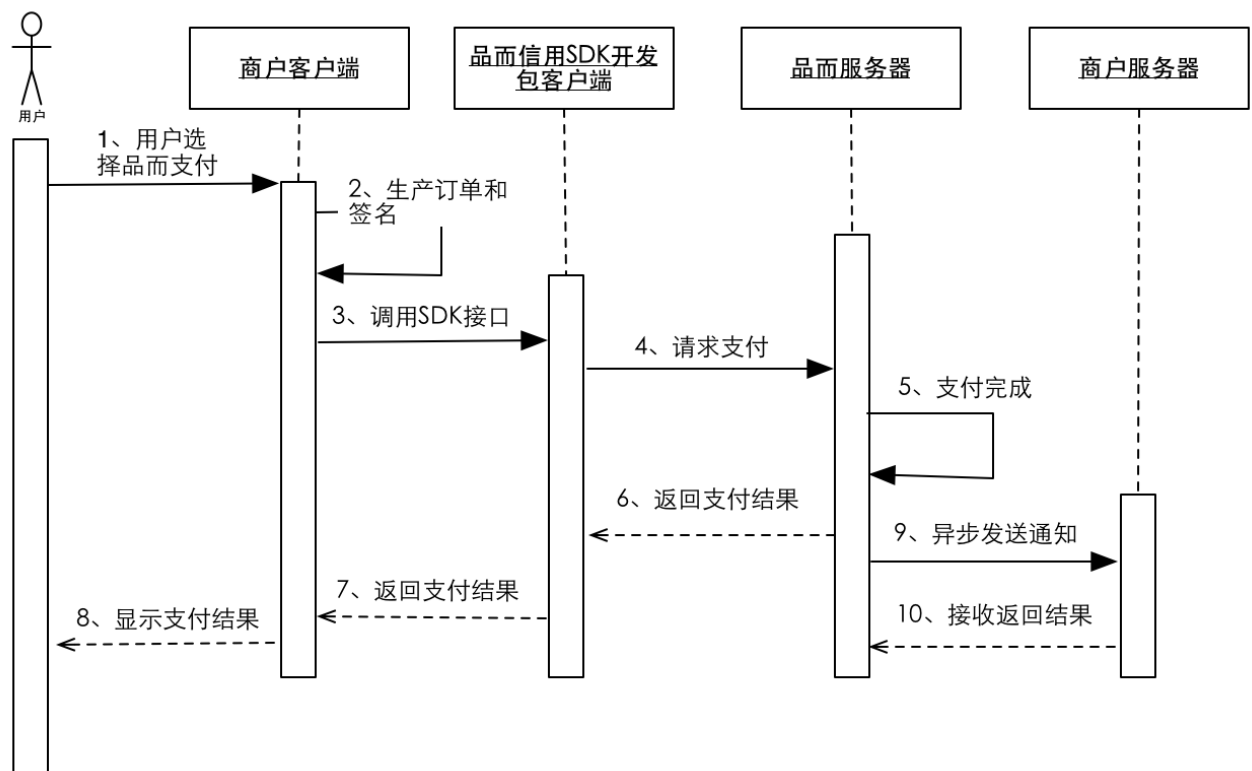 商户客户端
品而信用SDK开发
包客户端
品而服务器
商户服务器
用户
1、用户选
择品而支付
2、生产订单和
签名
3、调用SDK接口
4、请求支付
5、支付完成
6、返回支付结果
9、异步发送通知
7、返回支付结果
8、显示支付结果
10、接收返回结果